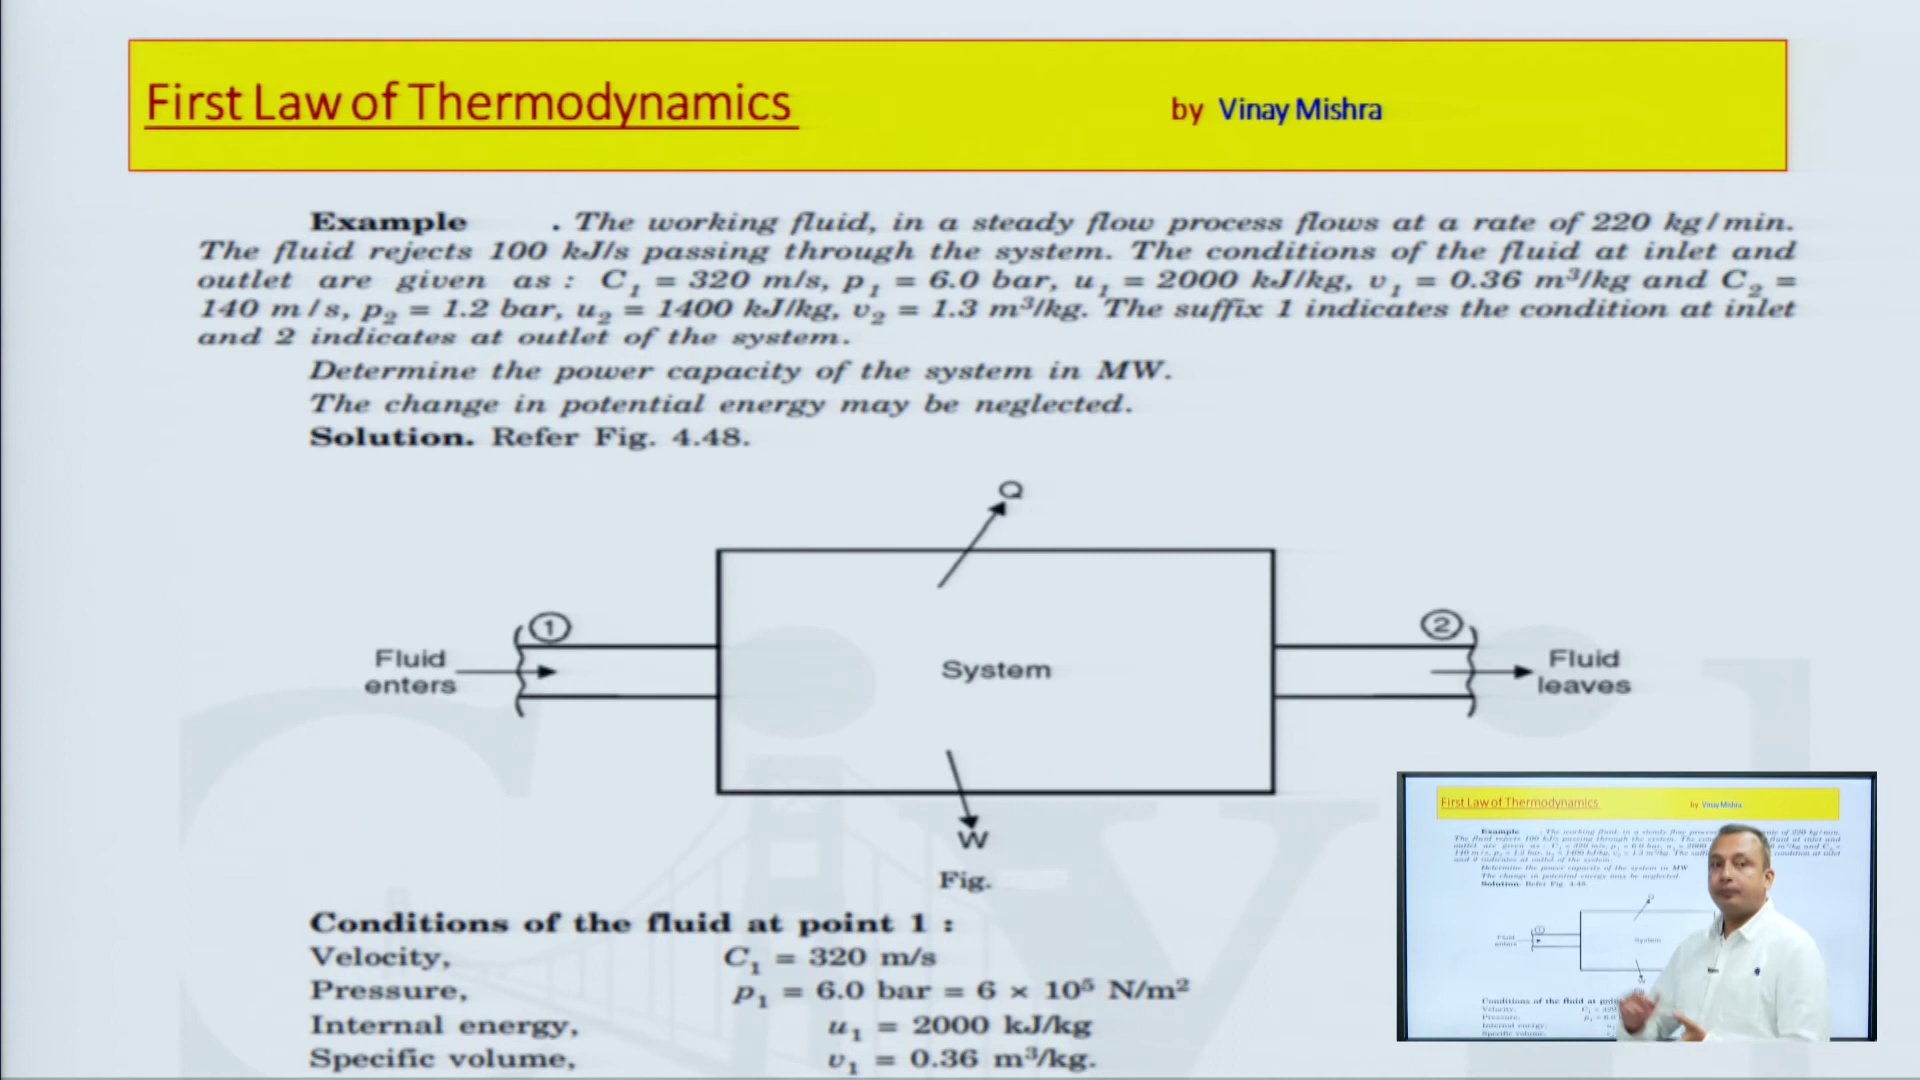 First Law of Thermodynamics by Vinay Mishra
Example . The working fluid, in a steady flow process flows at a rate of 220 kg/min.
The fluid rejects 100 kJ/s passing through the system. The conditions of the fluid at inlet and
outlet are given as : C₁ = 320 m/s, p₁ = 6.0 bar, u₁ = 2000 kJ/kg, v₁ = 0.36 m³/kg and C₂ =
140 m/s, p₂ = 1.2 bar, u₂ = 1400 kJ/kg, v₂ = 1.3 m³/kg. The suffix 1 indicates the condition at inlet
and 2 indicates at outlet of the system.
Determine the power capacity of the system in MW.
The change in potential energy may be neglected.
Solution. Refer Fig. 4.48.
Q
1
2
Fluid
enters
System
Fluid
leaves
W
Fig.
Conditions of the fluid at point 1 :
Velocity, C₁ = 320 m/s
Pressure, p₁ = 6.0 bar = 6 × 10⁵ N/m²
Internal energy, u₁ = 2000 kJ/kg
Specific volume, v₁ = 0.36 m³/kg.
First Law of Thermodynamics by Vinay Mishra